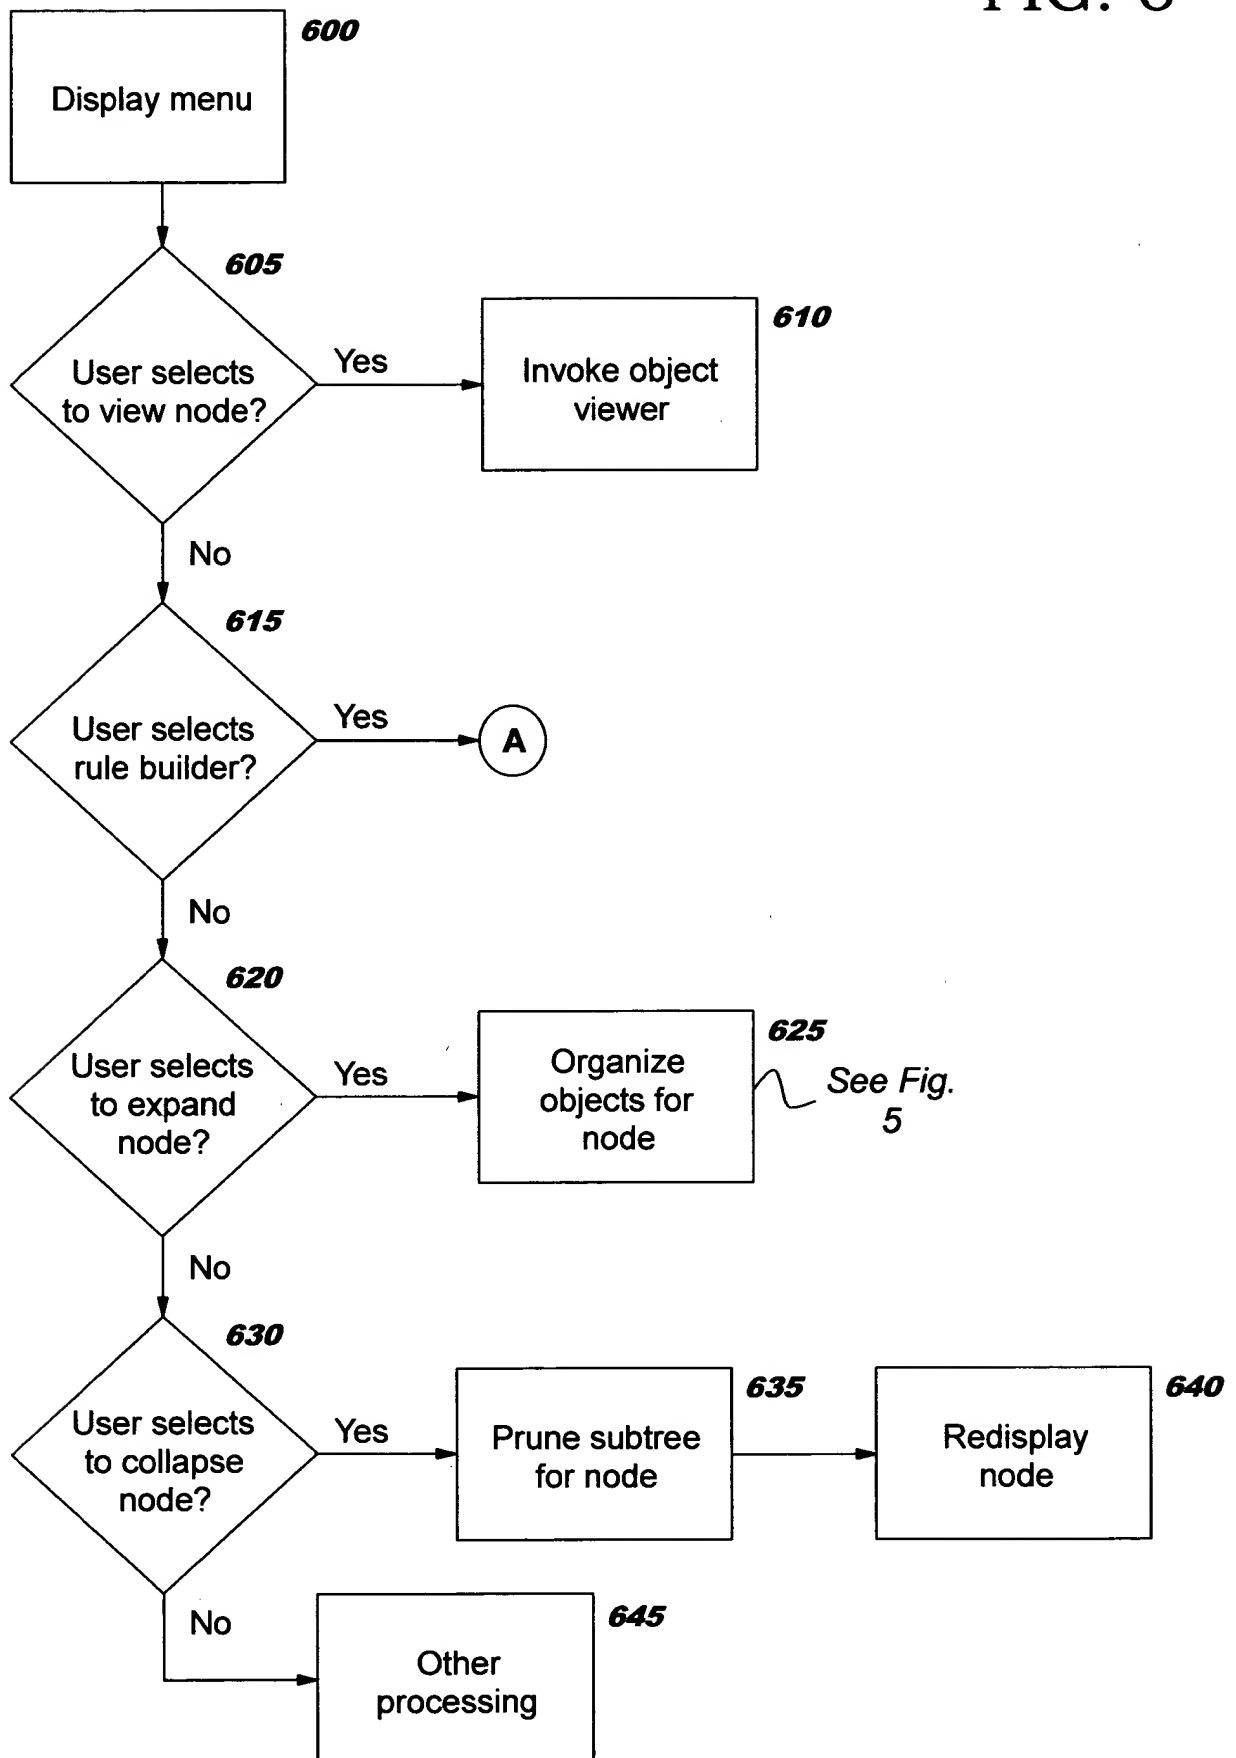 600
Display menu
605
User selects
to view node?
Yes
610
Invoke object
viewer
No
615
User selects
rule builder?
Yes
A
No
620
User selects
to expand
node?
Yes
625
Organize
objects for
node
See Fig.
5
No
630
User selects
to collapse
node?
Yes
635
Prune subtree
for node
640
Redisplay
node
No
645
Other
processing